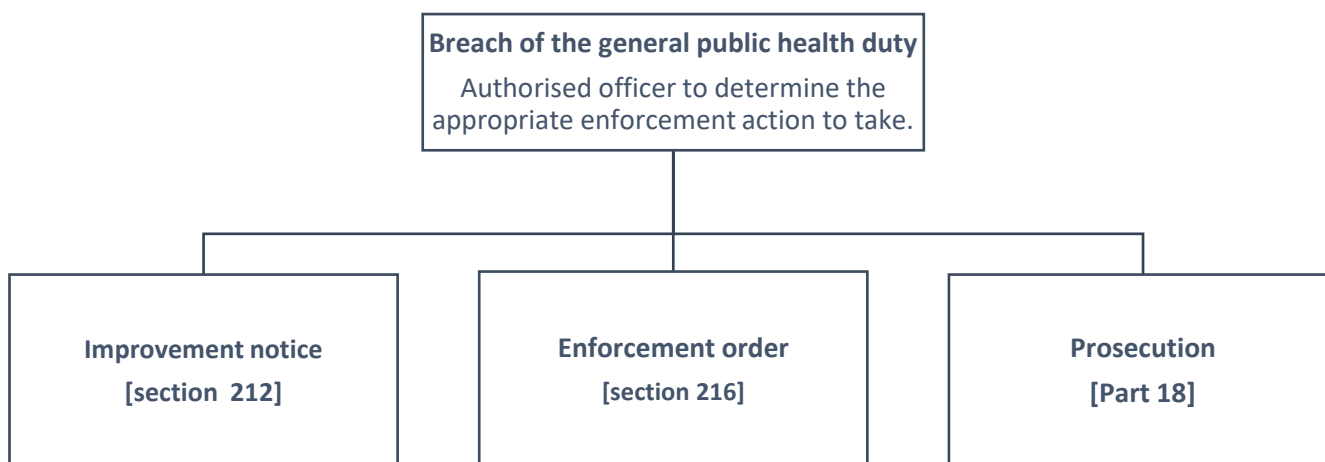 Breach of the general public health duty
Authorised officer to determine the
appropriate enforcement action to take.
Improvement notice
[section 212]
Enforcement order
[section 216]
Prosecution
[Part 18]